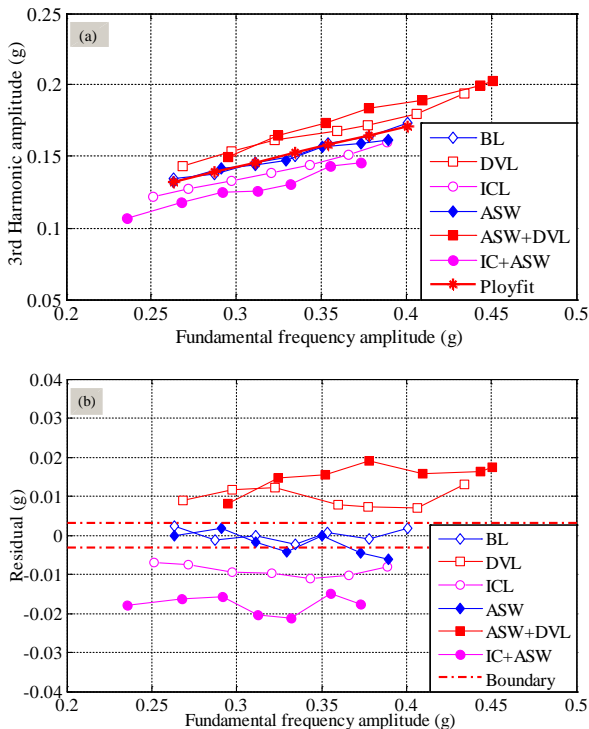 (a)
3rd Harmonic amplitude (g)
0.25
0.2
0.15
0.1
0.05
0.2 0.25 0.3 0.35 0.4 0.45 0.5
Fundamental frequency amplitude (g)
BL
DVL
ICL
ASW
ASW+DVL
IC+ASW
Ployfit
(b)
Residual (g)
0.04
0.03
0.02
0.01
0
-0.01
-0.02
-0.03
-0.04
0.2 0.25 0.3 0.35 0.4 0.45 0.5
Fundamental frequency amplitude (g)
BL
DVL
ICL
ASW
ASW+DVL
IC+ASW
Boundary